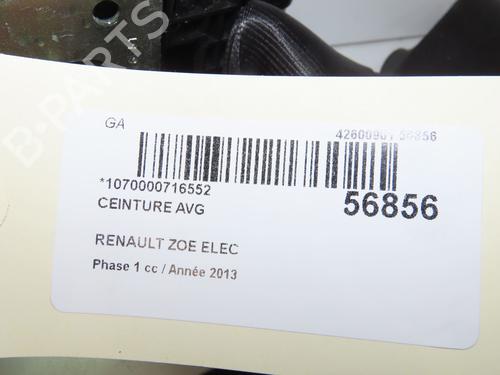 B-PARTS
GA
42600901 56856
*1070000716552
CEINTURE AVG
56856
RENAULT ZOE ELEC
Phase 1 cc / Année 2013